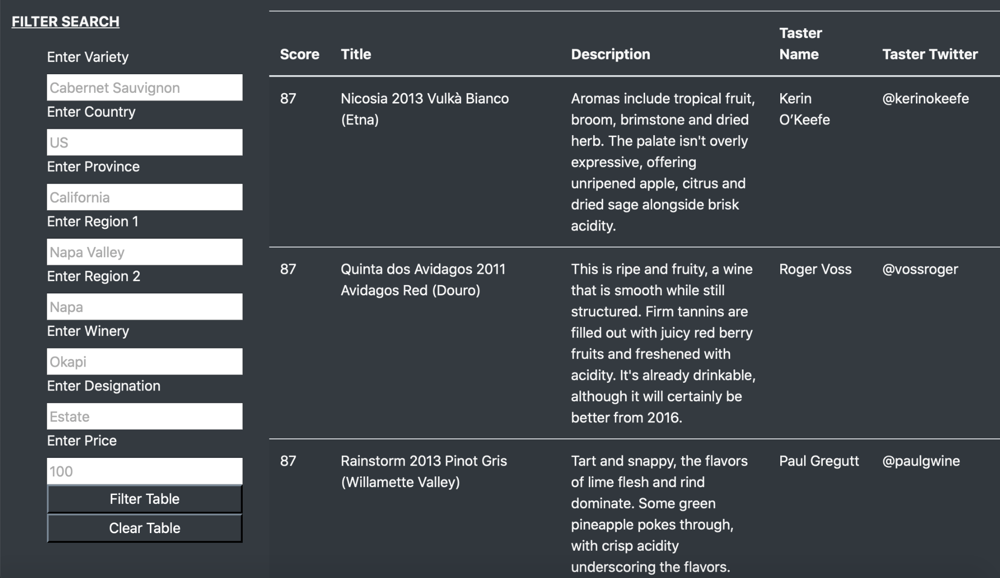 FILTER SEARCH
Enter Variety
Cabernet Sauvignon
Enter Country
US
Enter Province
California
Enter Region 1
Napa Valley
Enter Region 2
Napa
Enter Winery
Okapi
Enter Designation
Estate
Enter Price
100
Filter Table
Clear Table
Score
Title
Description
Taster
Name
Taster Twitter
87
Nicosia 2013 Vulkà Bianco
(Etna)
Aromas include tropical fruit,
broom, brimstone and dried
herb. The palate isn't overly
expressive, offering
unripened apple, citrus and
dried sage alongside brisk
acidity.
Kerin
O’Keefe
@kerinokeefe
87
Quinta dos Avidagos 2011
Avidagos Red (Douro)
This is ripe and fruity, a wine
that is smooth while still
structured. Firm tannins are
filled out with juicy red berry
fruits and freshened with
acidity. It's already drinkable,
although it will certainly be
better from 2016.
Roger Voss
@vossroger
87
Rainstorm 2013 Pinot Gris
(Willamette Valley)
Tart and snappy, the flavors
of lime flesh and rind
dominate. Some green
pineapple pokes through,
with crisp acidity
underscoring the flavors.
Paul Gregutt
@paulgwine